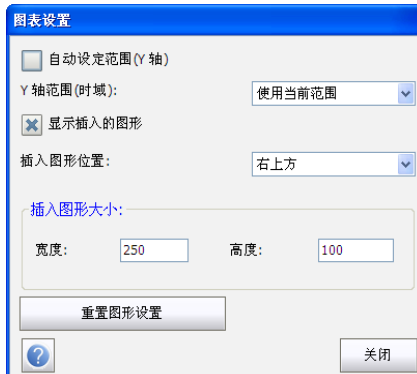 图表设置
自动设定范围(Y 轴)
Y 轴范围(时域): 使用当前范围
显示插入的图形
插入图形位置: 右上方
插入图形大小:
宽度: 250 高度: 100
重置图形设置
? 关闭